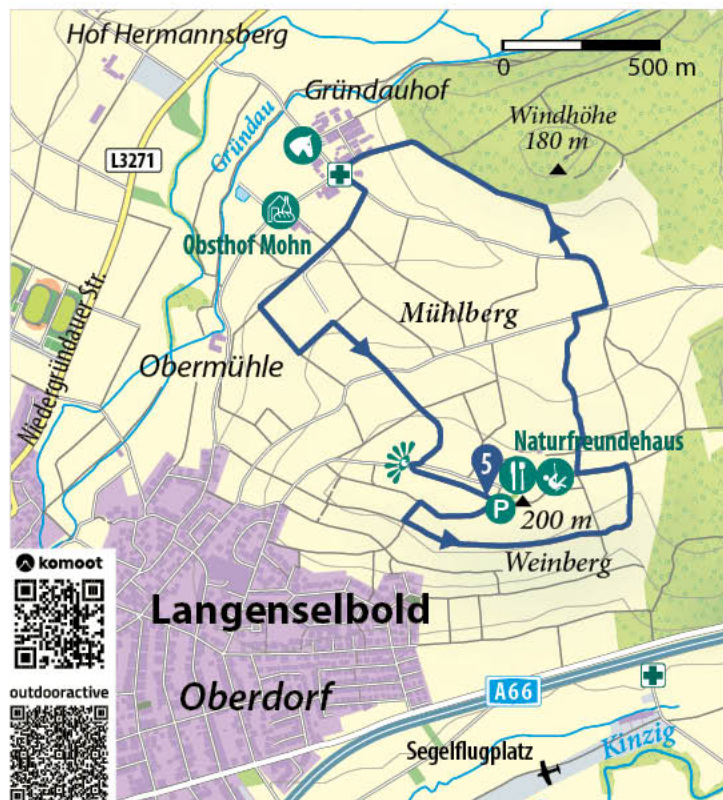 Hof Hermannsberg
0 500 m
Gründauhof
Windhöhe
180 m
L3271
Gründau
Obsthof Mohn
Mühlberg
Niedergründauer Str.
Obermühle
Naturfreundehaus
5
P
200 m
Weinberg
komoot
Langenselbold
outdooractive
Oberdorf
A66
Segelflugplatz
Kinzig